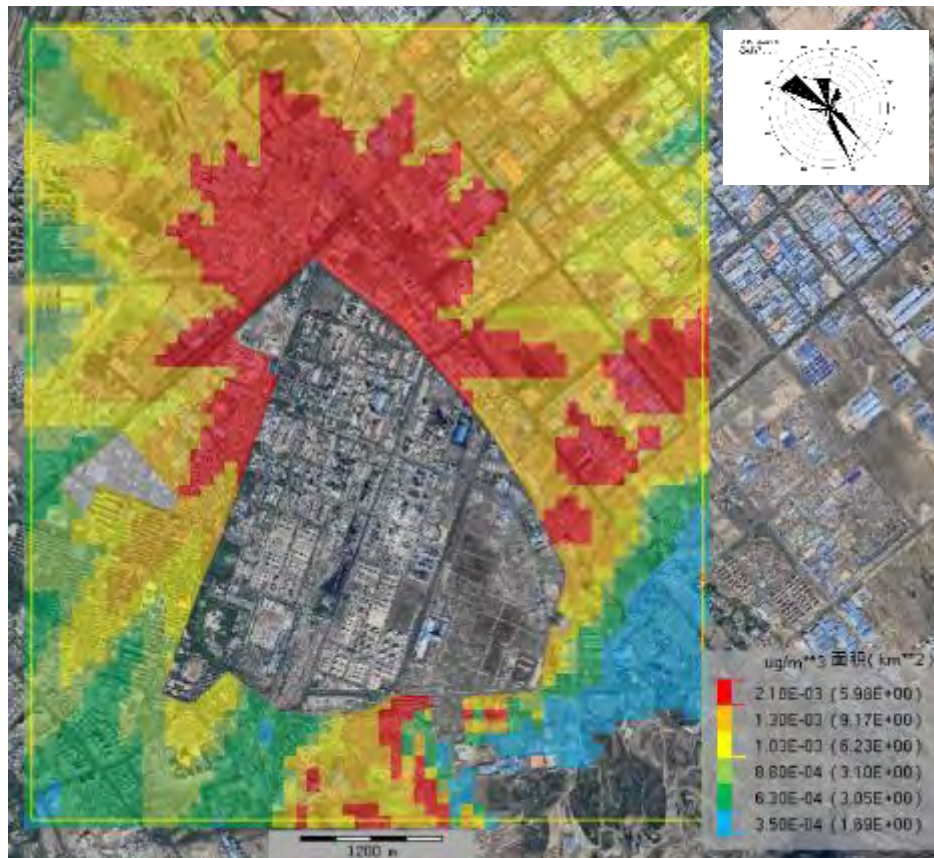 ug/m**3 面积( km**2)
2.10E-03 (5.98E+00)
1.30E-03 (9.17E+00)
1.03E-03 (6.23E+00)
8.80E-04 (3.10E+00)
6.30E-04 (3.05E+00)
3.50E-04 (1.69E+00)
1200 m